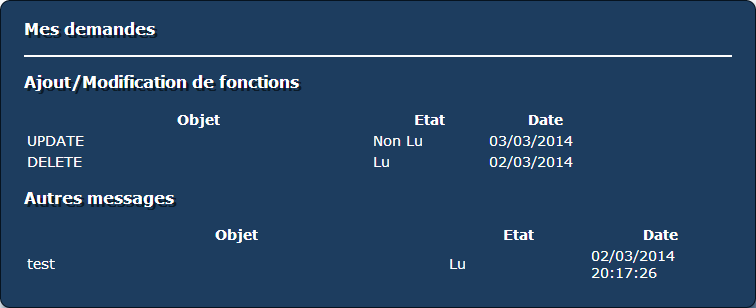 Mes demandes
Ajout/Modification de fonctions
Objet Etat Date
UPDATE Non Lu 03/03/2014
DELETE Lu 02/03/2014
Autres messages
Objet Etat Date
test Lu 02/03/2014
20:17:26